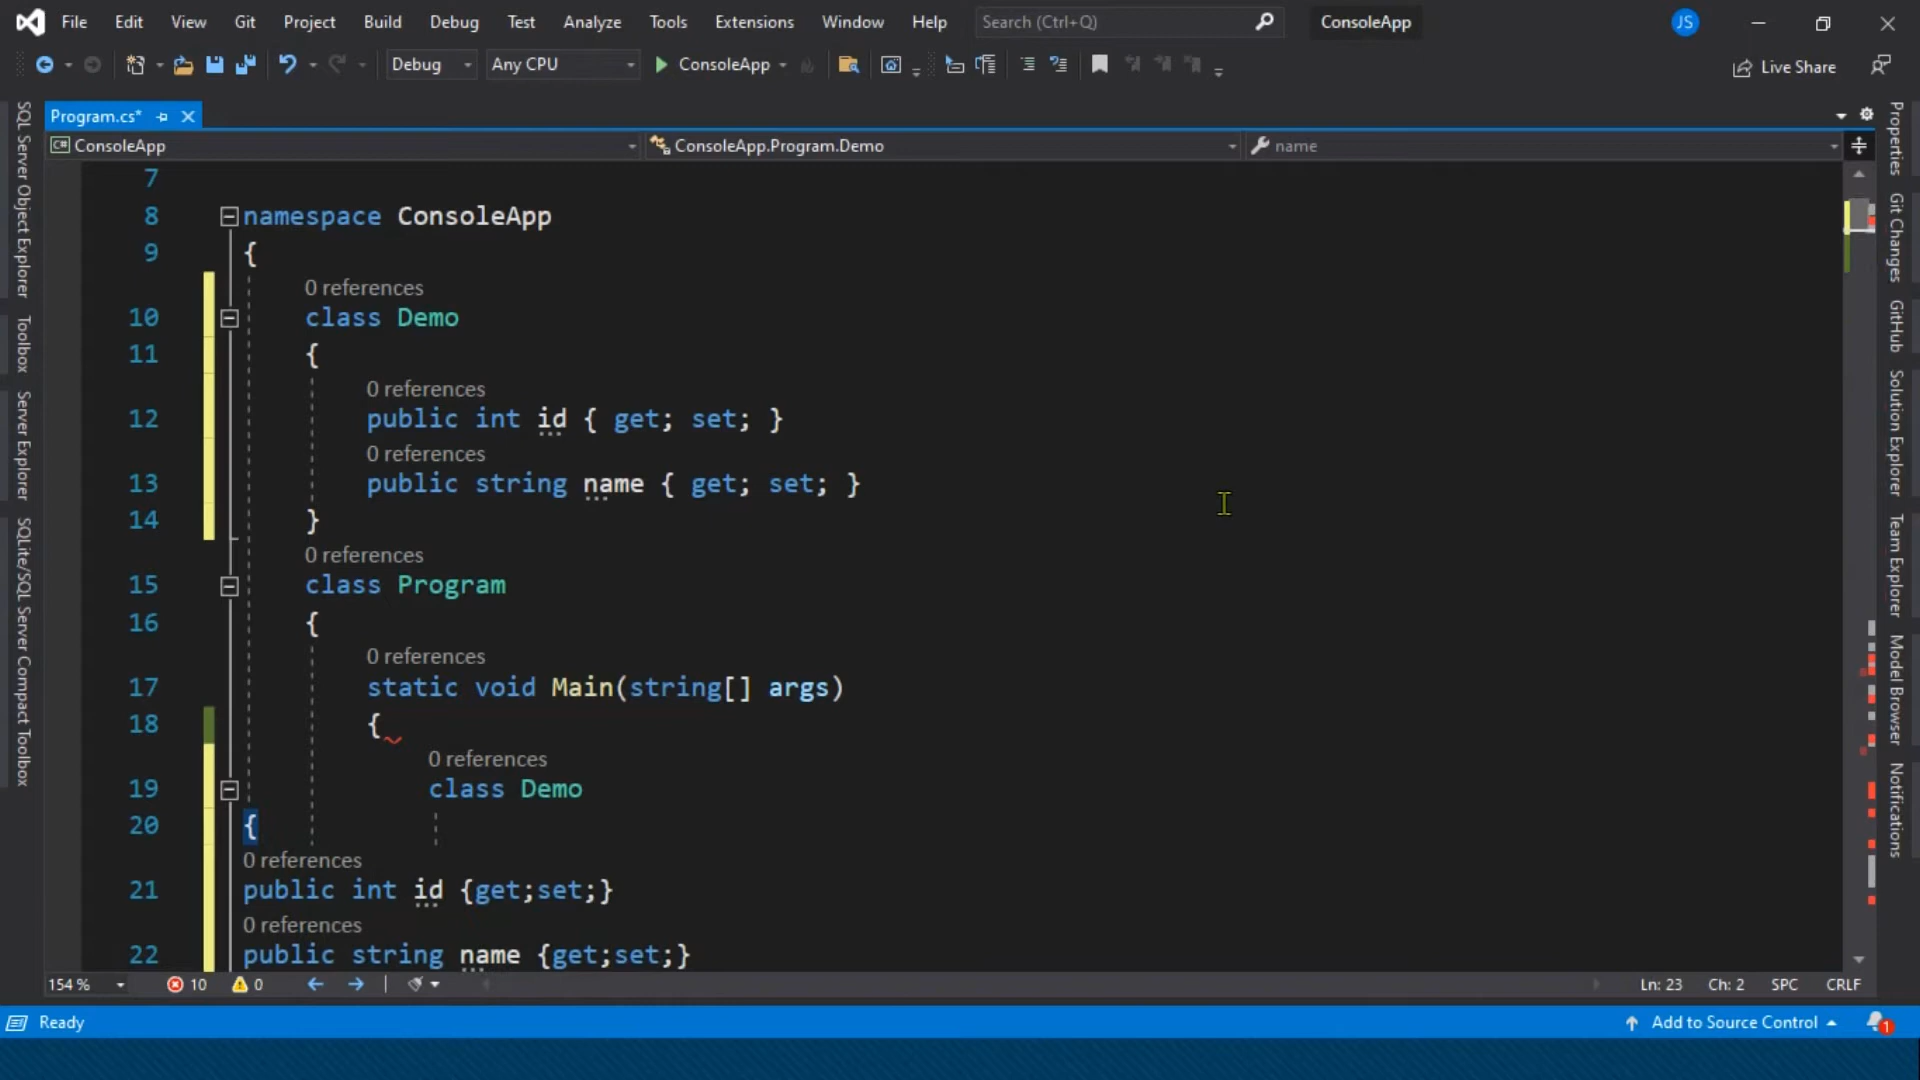 File Edit View Git Project Build Debug Test Analyze Tools Extensions Window Help Search (Ctrl+Q) ConsoleApp JS
Debug Any CPU ConsoleApp Live Share
Program.cs*
C# ConsoleApp ConsoleApp.Program.Demo name
SQL Server Object Explorer
Toolbox
Server Explorer
SQLite/SQL Server Compact Toolbox
7
8 namespace ConsoleApp
9 {
0 references
10 class Demo
11 {
0 references
12 public int id { get; set; }
0 references
13 public string name { get; set; }
14 }
0 references
15 class Program
16 {
0 references
17 static void Main(string[] args)
18 {
0 references
19 class Demo
20 {
0 references
21 public int id {get;set;}
0 references
22 public string name {get;set;}
Properties
Git Changes
GitHub
Solution Explorer
Team Explorer
Model Browser
Notifications
154 % 10 0 Ln: 23 Ch: 2 SPC CRLF
Ready Add to Source Control 1